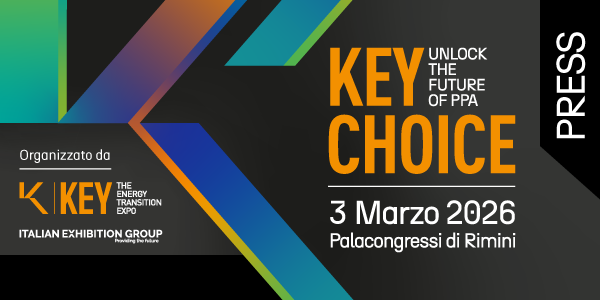 KEY UNLOCK
THE
FUTURE
OF PPA
CHOICE
3 Marzo 2026
Palacongressi di Rimini
PRESS
Organizzato da
KEY THE
ENERGY
TRANSITION
EXPO
ITALIAN EXHIBITION GROUP
Providing the future